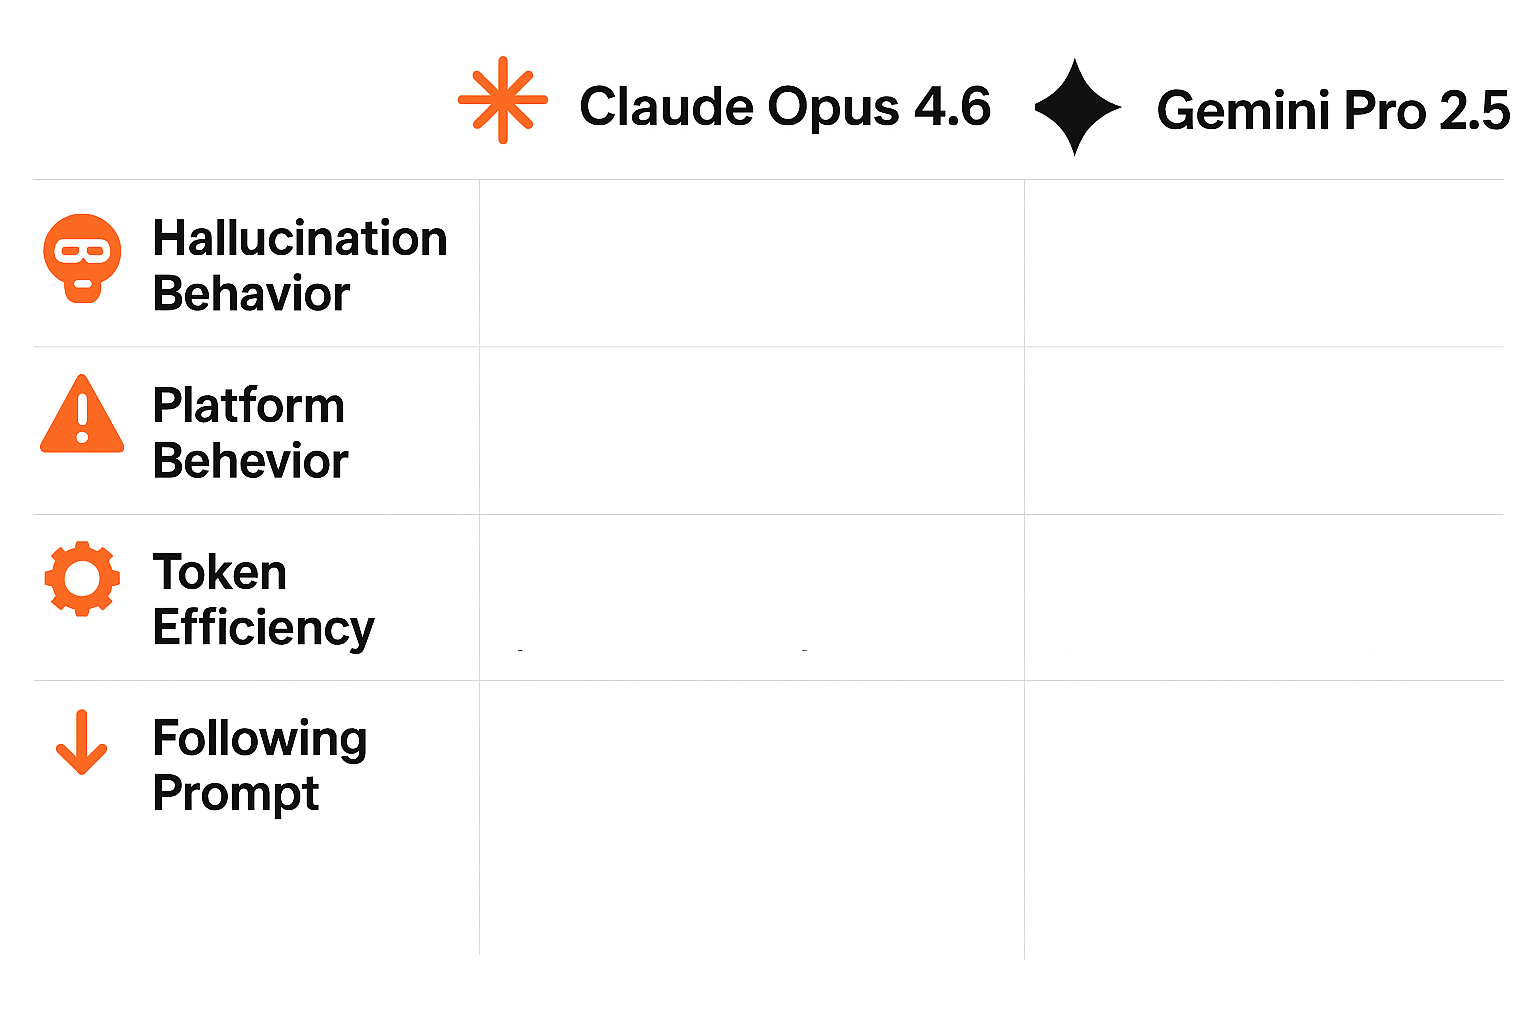 Claude Opus 4.6
Gemini Pro 2.5
Hallucination
Behavior
Platform
Behevior
Token
Efficiency
Following
Prompt